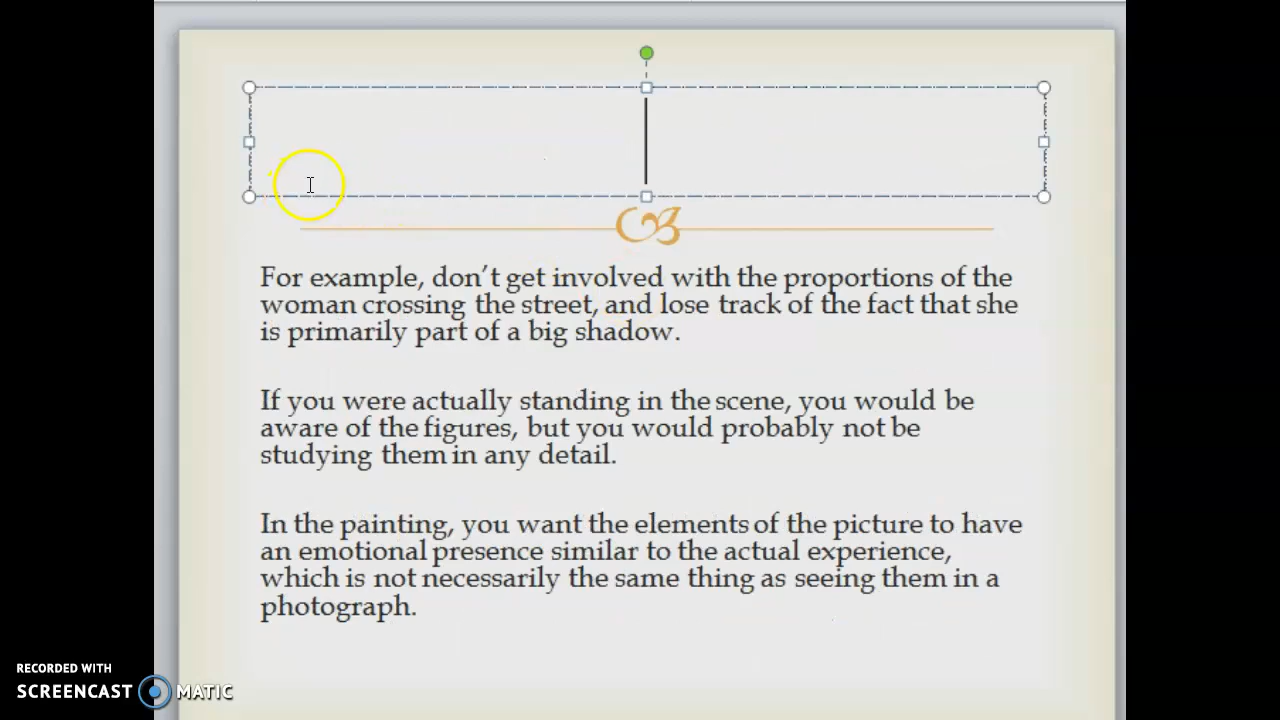 For example, don't get involved with the proportions of the
woman crossing the street, and lose track of the fact that she
is primarily part of a big shadow.
If you were actually standing in the scene, you would be
aware of the figures, but you would probably not be
studying them in any detail.
In the painting, you want the elements of the picture to have
an emotional presence similar to the actual experience,
which is not necessarily the same thing as seeing them in a
photograph.
RECORDED WITH
SCREENCAST MATIC